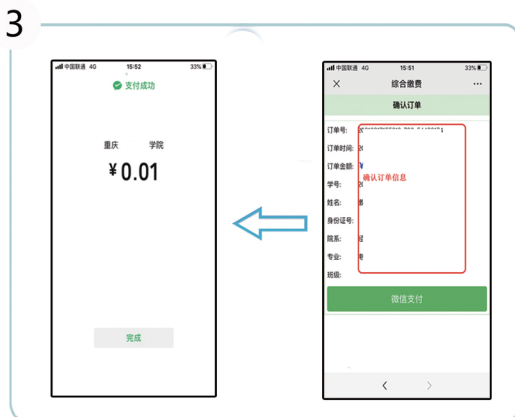 3
中国联通 4G 15:52 33%
支付成功
重庆 学院
¥0.01
完成
中国联通 4G 15:51 33%
× 综合缴费 ...
确认订单
订单号:
订单时间:
订单金额:
确认订单信息
学号:
姓名:
身份证号:
院系:
专业:
班级:
微信支付